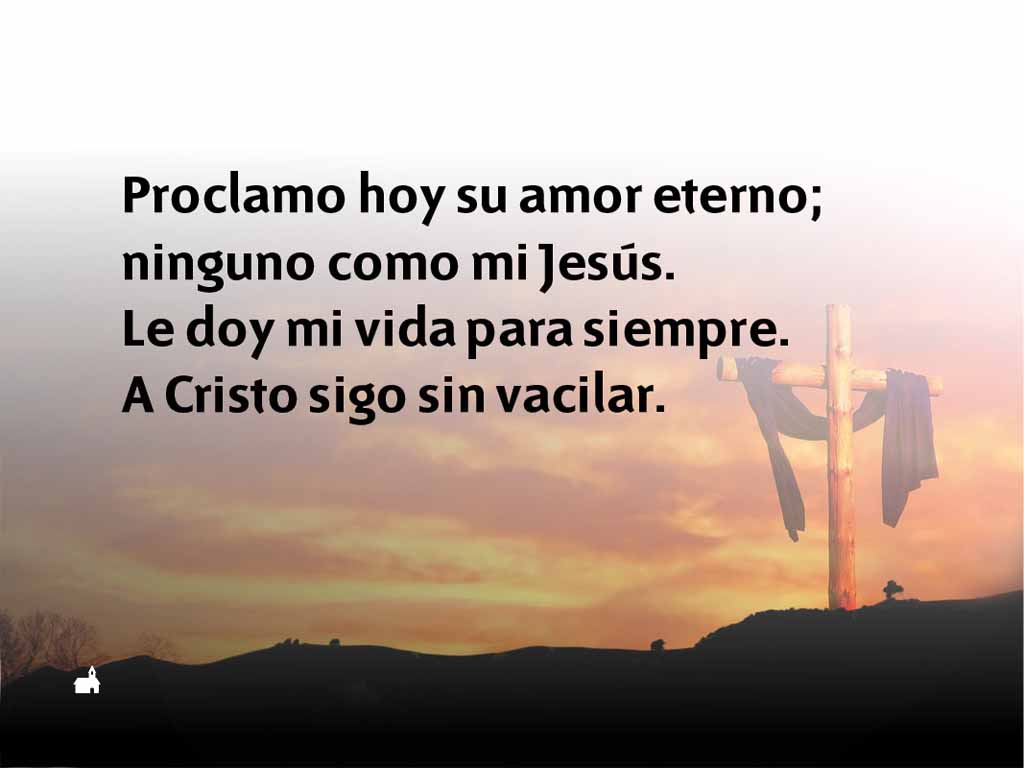 Proclamo hoy su amor eterno;
ninguno como mi Jesús.
Le doy mi vida para siempre.
A Cristo sigo sin vacilar.